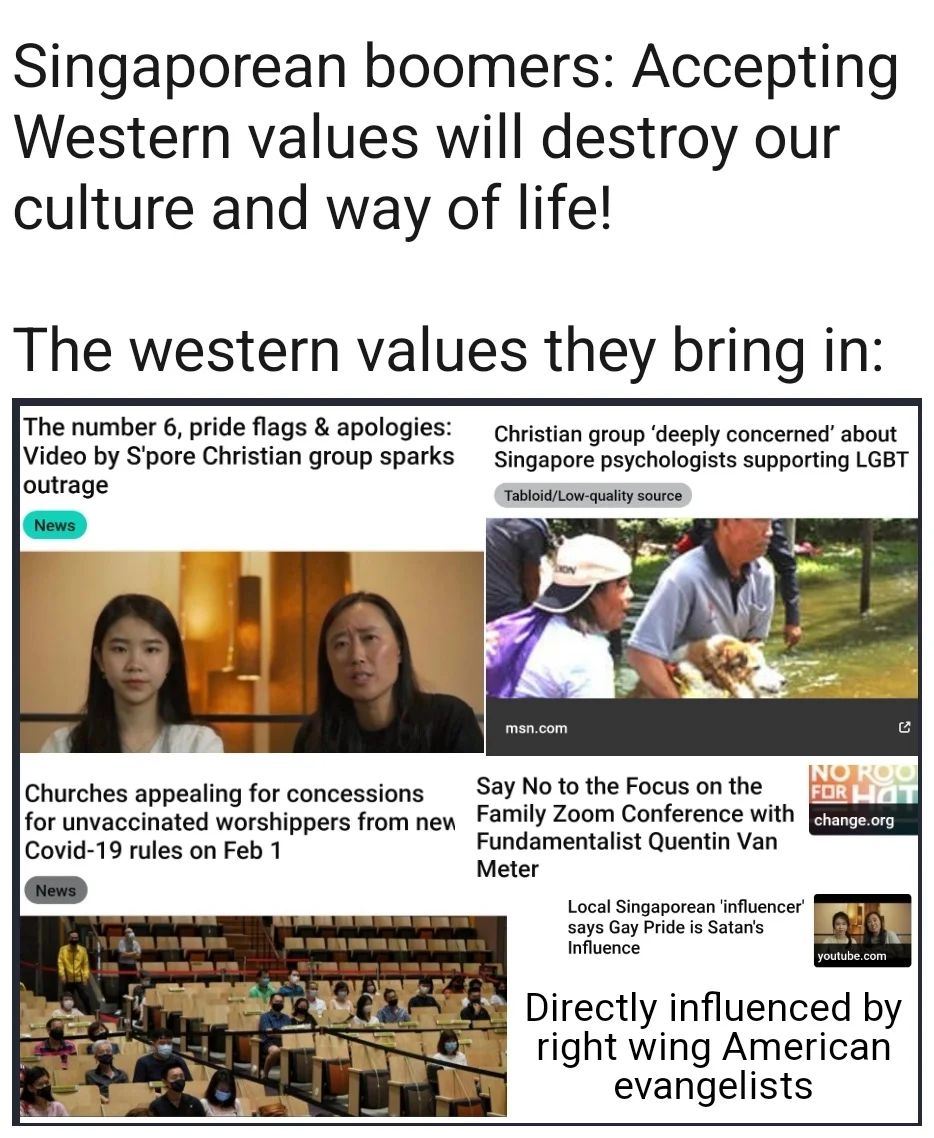 Singaporean boomers: Accepting
Western values will destroy our
culture and way of life!
The western values they bring in:
The number 6, pride flags & apologies:
Video by S'pore Christian group sparks
outrage
News
Christian group ‘deeply concerned’ about
Singapore psychologists supporting LGBT
Tabloid/Low-quality source
msn.com
Churches appealing for concessions
for unvaccinated worshippers from new
Covid-19 rules on Feb 1
News
Say No to the Focus on the
Family Zoom Conference with
Fundamentalist Quentin Van
Meter
NO ROO
FOR HAT
change.org
Local Singaporean 'influencer'
says Gay Pride is Satan's
Influence
youtube.com
Directly influenced by
right wing American
evangelists